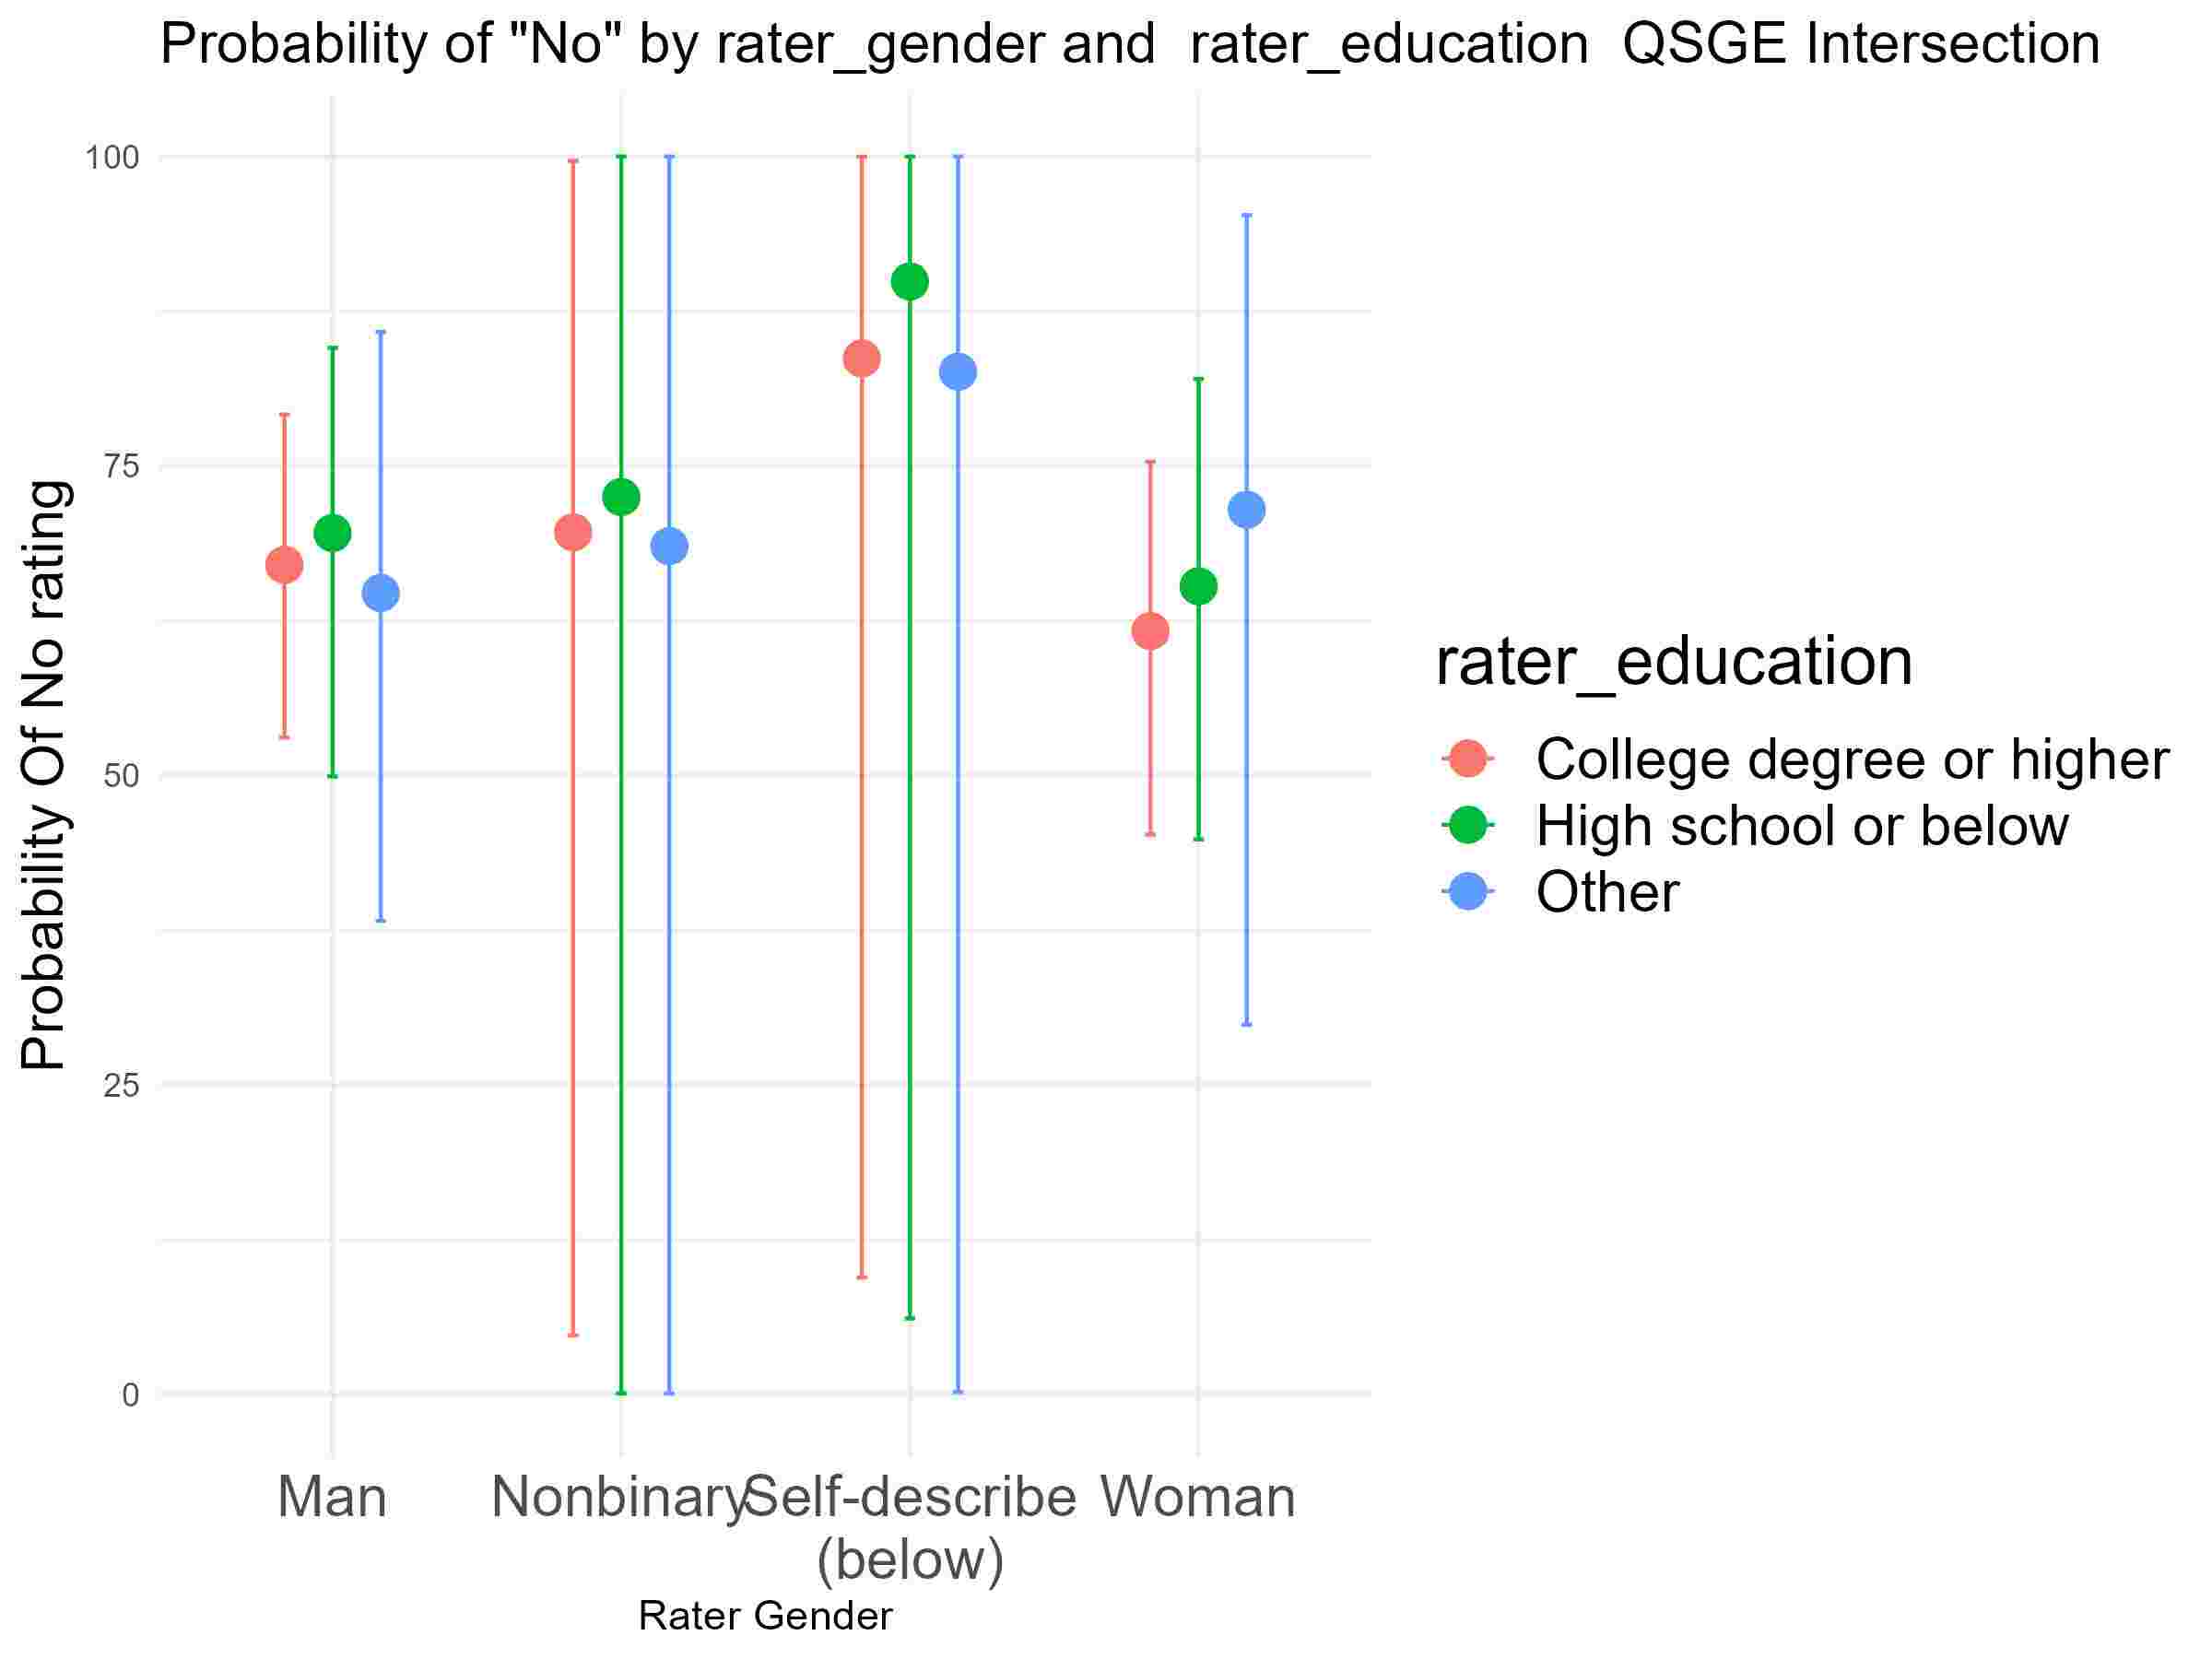 Probability of "No" by rater_gender and  rater_education  QSGE Intersection
Probability Of No rating
100
75
50
25
0
Man
Nonbinary
Self-describe
(below)
Woman
Rater Gender
rater_education
College degree or higher
High school or below
Other